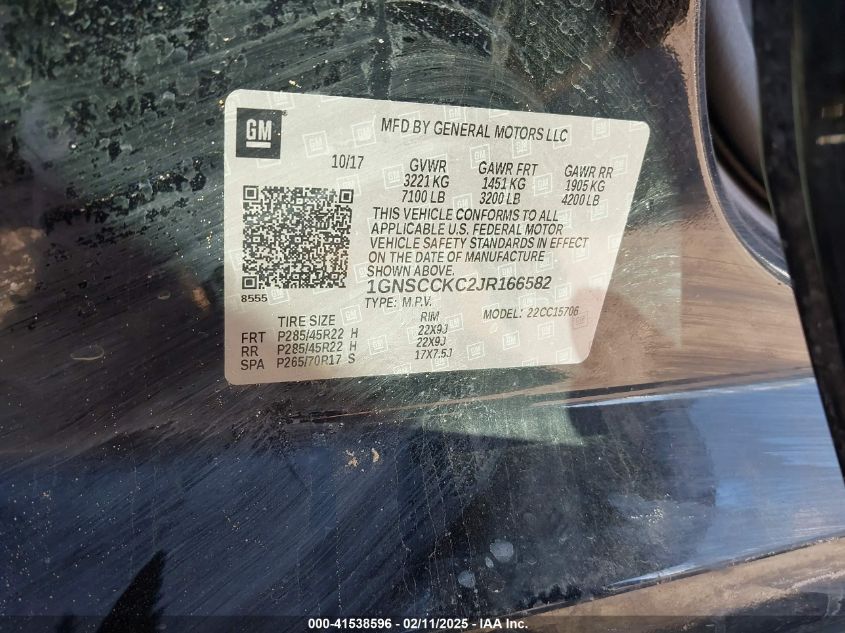 GM
MFD BY GENERAL MOTORS LLC
10/17 GVWR GAWR FRT GAWR RR
3221 KG 1451 KG 1905 KG
7100 LB 3200 LB 4200 LB
THIS VEHICLE CONFORMS TO ALL
APPLICABLE U.S. FEDERAL MOTOR
VEHICLE SAFETY STANDARDS IN EFFECT
ON THE DATE OF MANUFACTURE
SHOWN ABOVE.
8555
1GNSCCKC2JR166582
TYPE: M.P.V. MODEL: 22CC15706
TIRE SIZE RIM
FRT P285/45R22 H 22X9J
RR P285/45R22 H 22X9J
SPA P265/70R17 S 17X7.5J
000-41538596 - 02/11/2025 - IAA Inc.